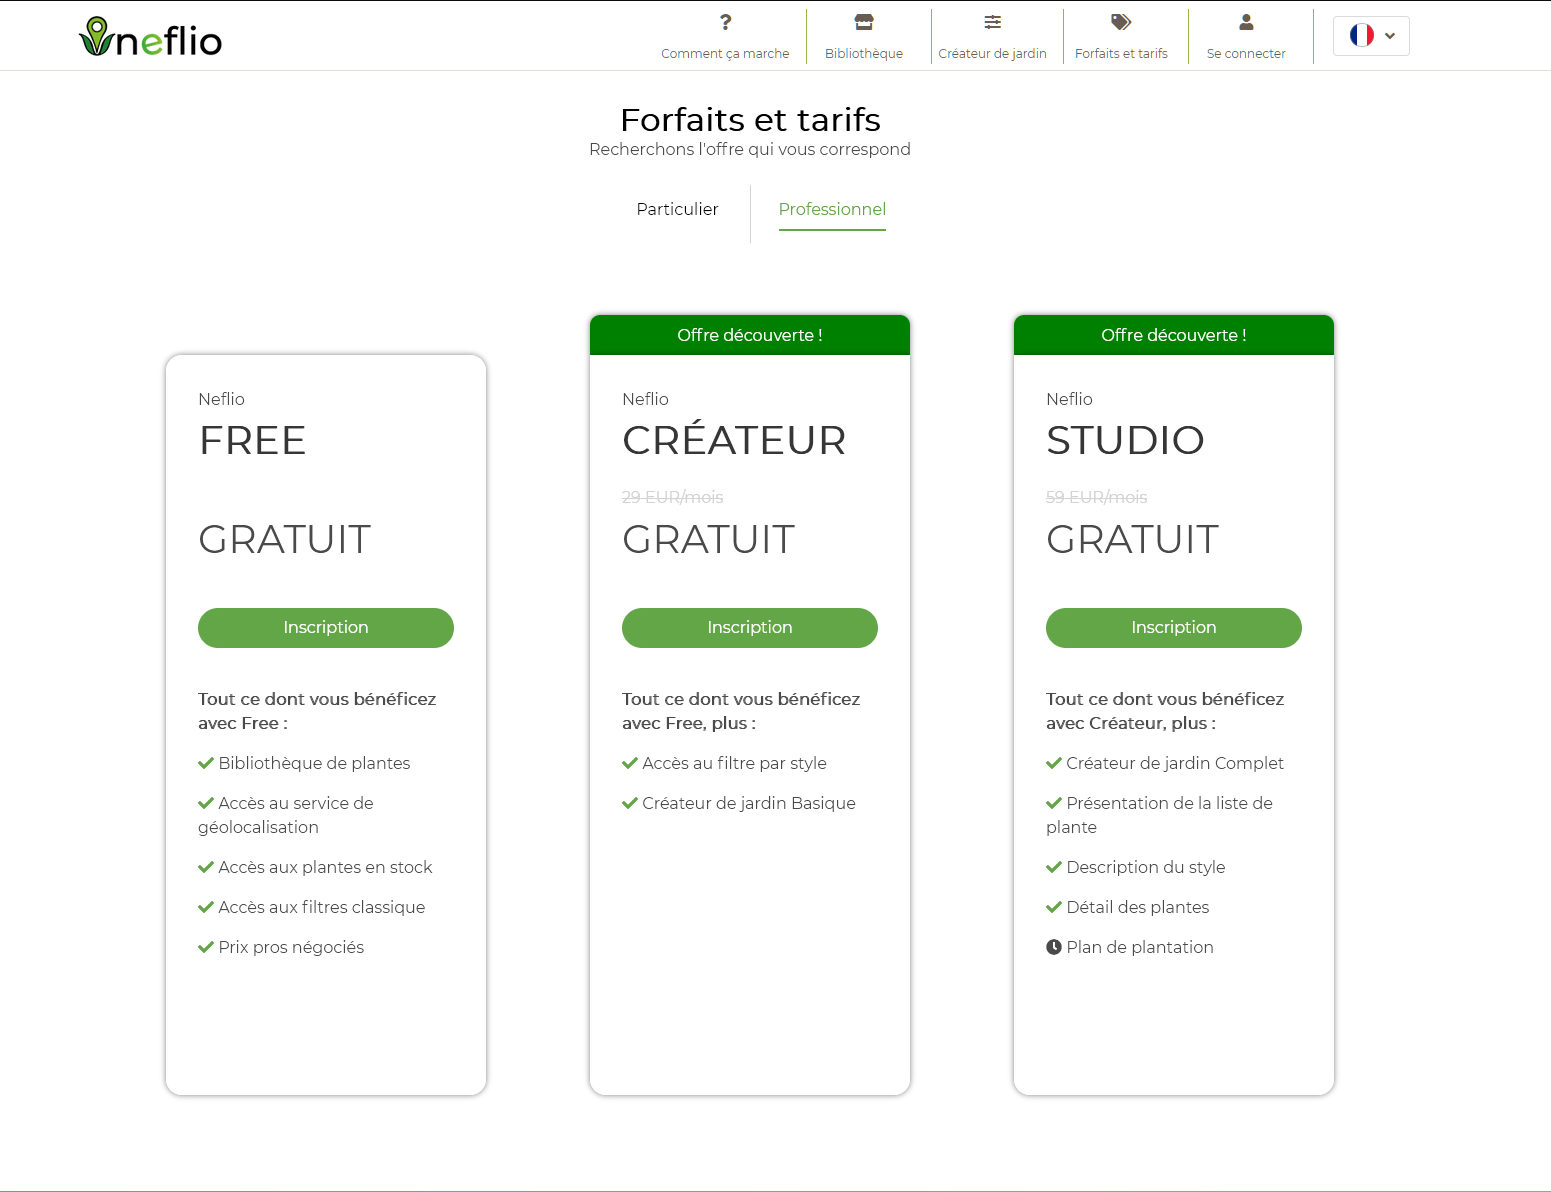 neflio
Comment ça marche
Bibliothèque
Créateur de jardin
Forfaits et tarifs
Se connecter
Forfaits et tarifs
Recherchons l'offre qui vous correspond
Particulier
Professionnel
Neflio
FREE
GRATUIT
Inscription
Tout ce dont vous bénéficez
avec Free :
Bibliothèque de plantes
Accès au service de
géolocalisation
Accès aux plantes en stock
Accès aux filtres classique
Prix pros négociés
Offre découverte !
Neflio
CRÉATEUR
29 EUR/mois
GRATUIT
Inscription
Tout ce dont vous bénéficez
avec Free, plus :
Accès au filtre par style
Créateur de jardin Basique
Offre découverte !
Neflio
STUDIO
59 EUR/mois
GRATUIT
Inscription
Tout ce dont vous bénéficez
avec Créateur, plus :
Créateur de jardin Complet
Présentation de la liste de
plante
Description du style
Détail des plantes
Plan de plantation